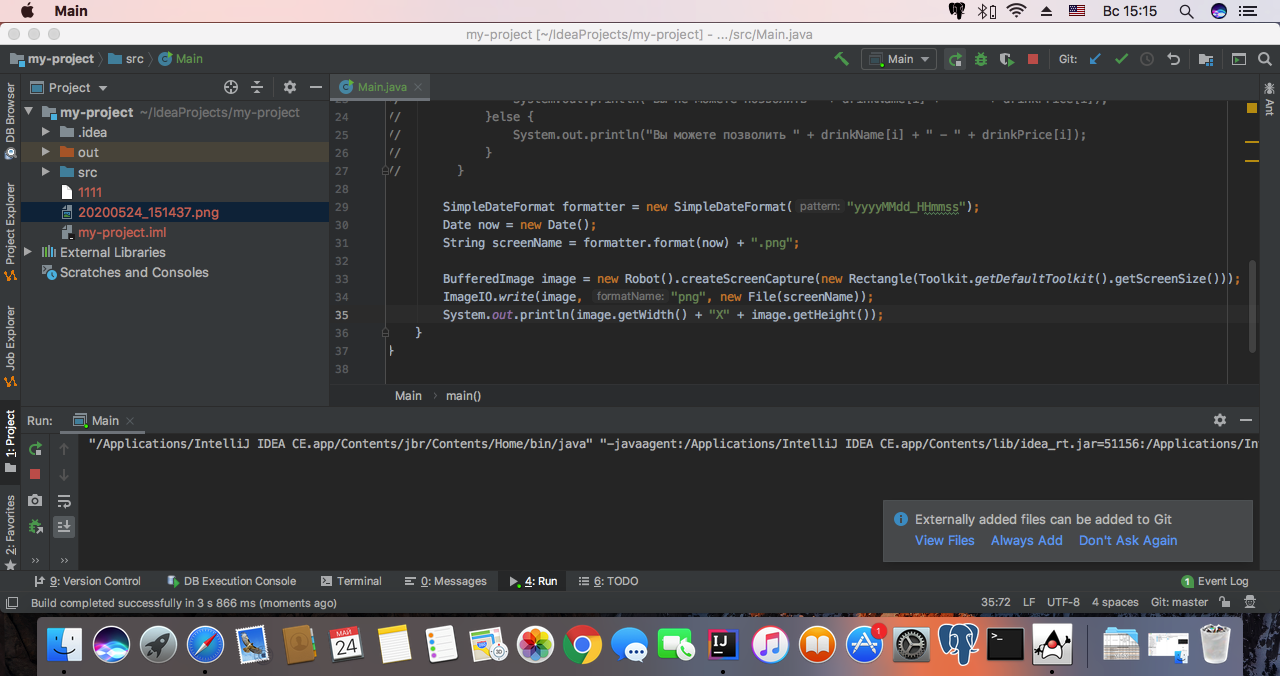 Main
Вс 15:15
my-project [~/IdeaProjects/my-project] - .../src/Main.java
my-project
src
Main
Main
Git:
Project
Main.java
DB Browser
Project Explorer
Job Explorer
1: Project
2: Favorites
Ant
my-project ~/IdeaProjects/my-project
.idea
out
src
1111
20200524_151437.png
my-project.iml
External Libraries
Scratches and Consoles
24 // }else {
25 // System.out.println("Вы можете позволить " + drinkName[i] + " - " + drinkPrice[i]);
26 // }
27 // }
28
29 SimpleDateFormat formatter = new SimpleDateFormat( pattern: "yyyyMMdd_HHmmss");
30 Date now = new Date();
31 String screenName = formatter.format(now) + ".png";
32
33 BufferedImage image = new Robot().createScreenCapture(new Rectangle(Toolkit.getDefaultToolkit().getScreenSize()));
34 ImageIO.write(image, formatName: "png", new File(screenName));
35 System.out.println(image.getWidth() + "X" + image.getHeight());
36 }
37 }
38
Main › main()
Run: Main
"/Applications/IntelliJ IDEA CE.app/Contents/jbr/Contents/Home/bin/java" "-javaagent:/Applications/IntelliJ IDEA CE.app/Contents/lib/idea_rt.jar=51156:/Applications/In
Externally added files can be added to Git
View Files Always Add Don't Ask Again
9: Version Control DB Execution Console Terminal 0: Messages 4: Run 6: TODO 1 Event Log
Build completed successfully in 3 s 866 ms (moments ago) 35:72 LF UTF-8 4 spaces Git: master
МАЙ
24
30
IJ
1
>_